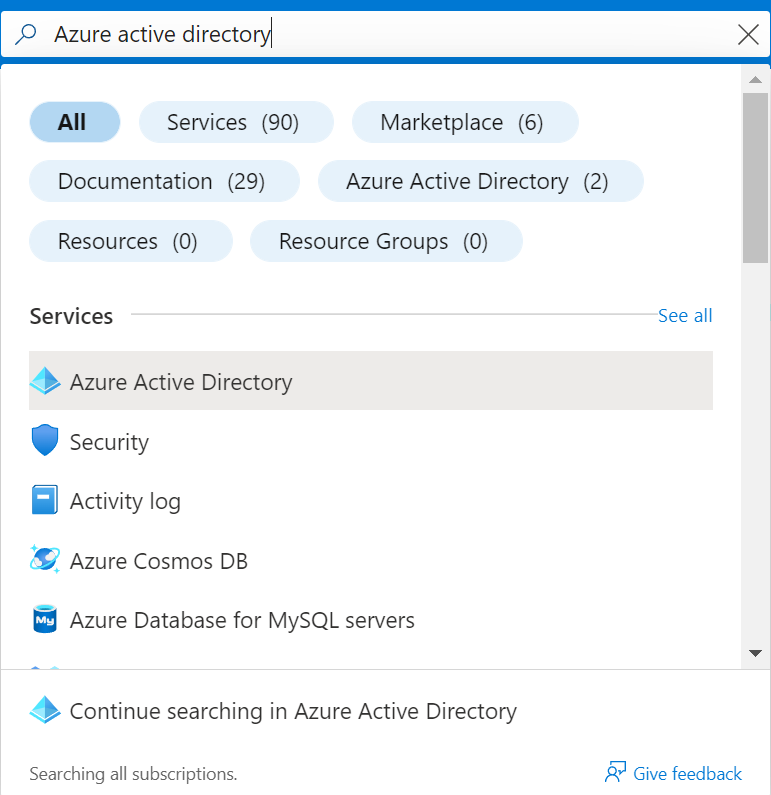 Azure active directory
All Services (90) Marketplace (6)
Documentation (29) Azure Active Directory (2)
Resources (0) Resource Groups (0)
Services See all
Azure Active Directory
Security
Activity log
Azure Cosmos DB
My Azure Database for MySQL servers
Continue searching in Azure Active Directory
Searching all subscriptions. Give feedback